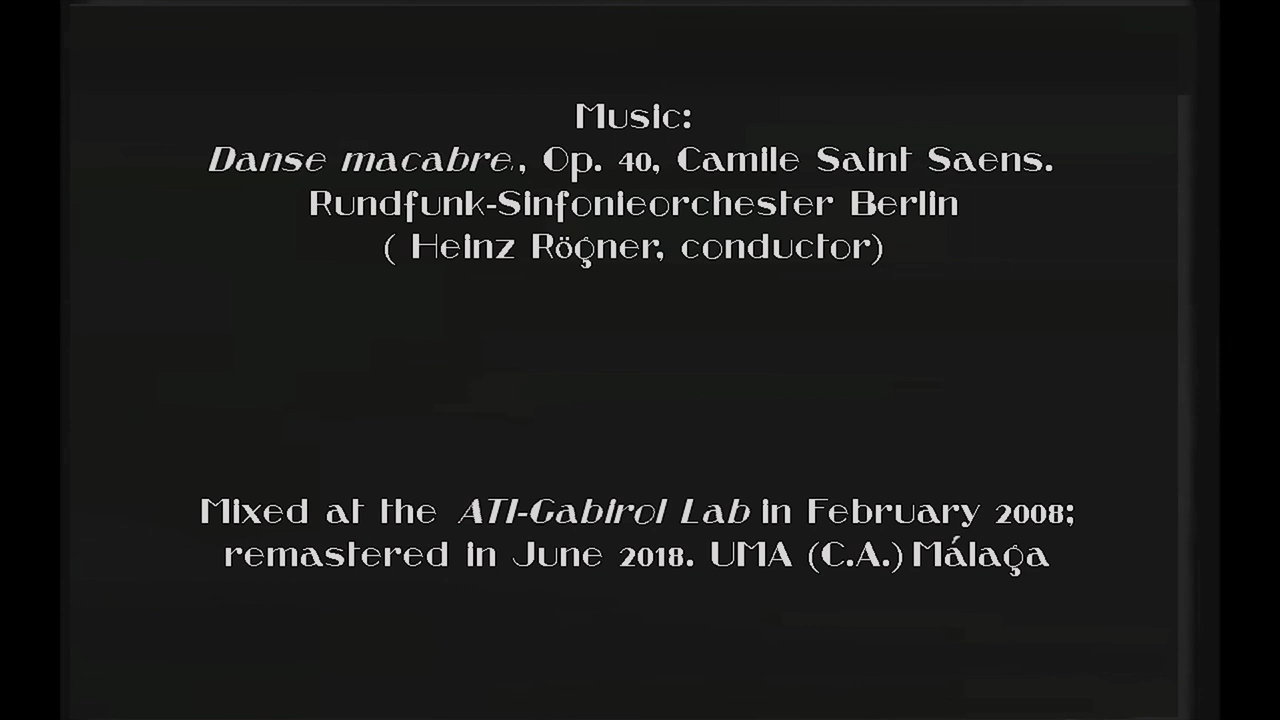 Music:
Danse macabre., Op. 40, Camile Saint Saens.
Rundfunk-Sinfonieorchester Berlin
( Heinz Rögner, conductor)
Mixed at the ATI-Gabirol Lab in February 2008;
remastered in June 2018. UMA (C.A.) Málaga